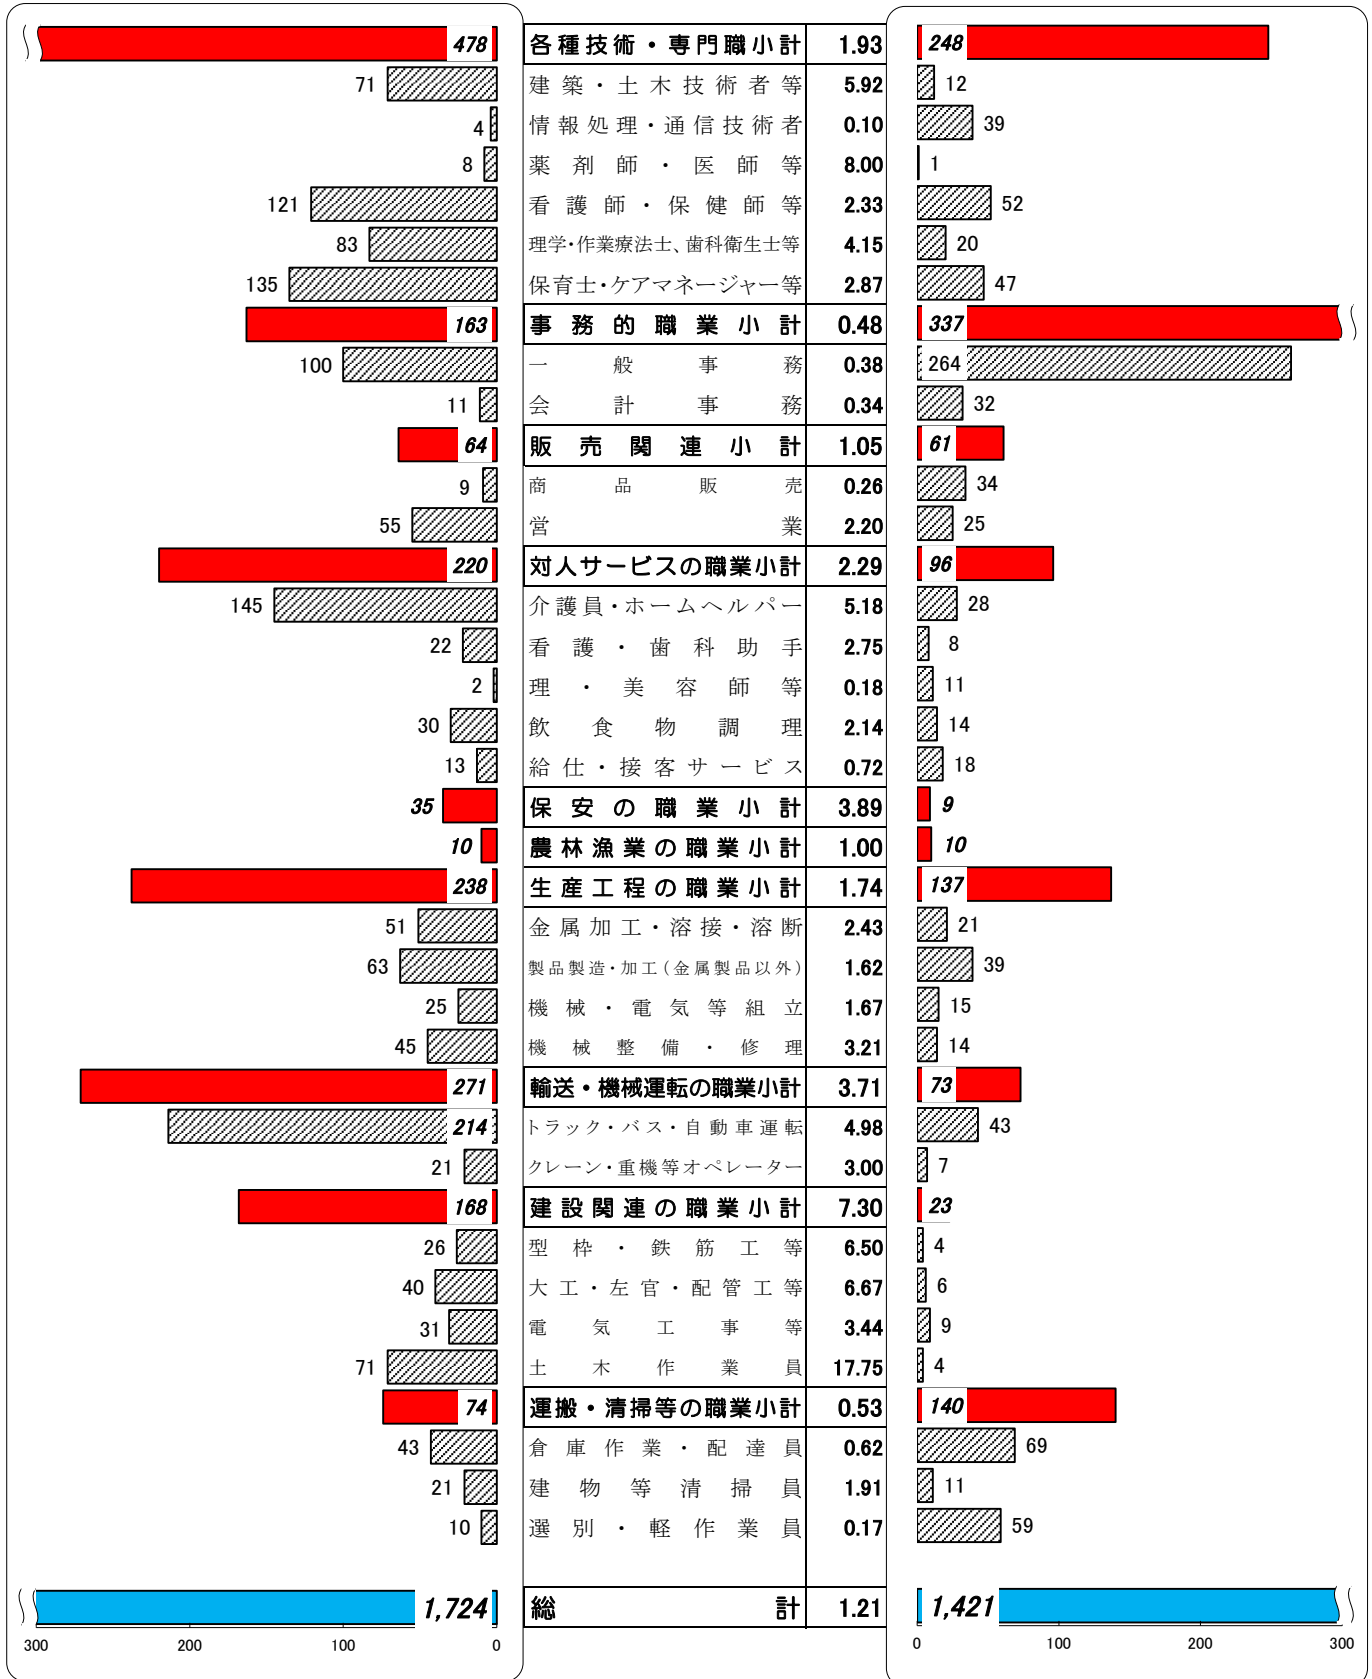 478 各種技術・専門職小計 1.93 248
71 建築・土木技術者等 5.92 12
4 情報処理・通信技術者 0.10 39
8 薬剤師・医師等 8.00 1
121 看護師・保健師等 2.33 52
83 理学・作業療法士、歯科衛生士等 4.15 20
135 保育士・ケアマネージャー等 2.87 47
163 事務的職業小計 0.48 337
100 一般事務 0.38 264
11 会計事務 0.34 32
64 販売関連小計 1.05 61
9 商品販売 0.26 34
55 営業 2.20 25
220 対人サービスの職業小計 2.29 96
145 介護員・ホームヘルパー 5.18 28
22 看護・歯科助手 2.75 8
2 理・美容師等 0.18 11
30 飲食物調理 2.14 14
13 給仕・接客サービス 0.72 18
35 保安の職業小計 3.89 9
10 農林漁業の職業小計 1.00 10
238 生産工程の職業小計 1.74 137
51 金属加工・溶接・溶断 2.43 21
63 製品製造・加工(金属製品以外) 1.62 39
25 機械・電気等組立 1.67 15
45 機械整備・修理 3.21 14
271 輸送・機械運転の職業小計 3.71 73
214 トラック・バス・自動車運転 4.98 43
21 クレーン・重機等オペレーター 3.00 7
168 建設関連の職業小計 7.30 23
26 型枠・鉄筋工等 6.50 4
40 大工・左官・配管工等 6.67 6
31 電気工事等 3.44 9
71 土木作業員 17.75 4
74 運搬・清掃等の職業小計 0.53 140
43 倉庫作業・配達員 0.62 69
21 建物等清掃員 1.91 11
10 選別・軽作業員 0.17 59
1,724 総計 1.21 1,421
300 200 100 0 0 100 200 300